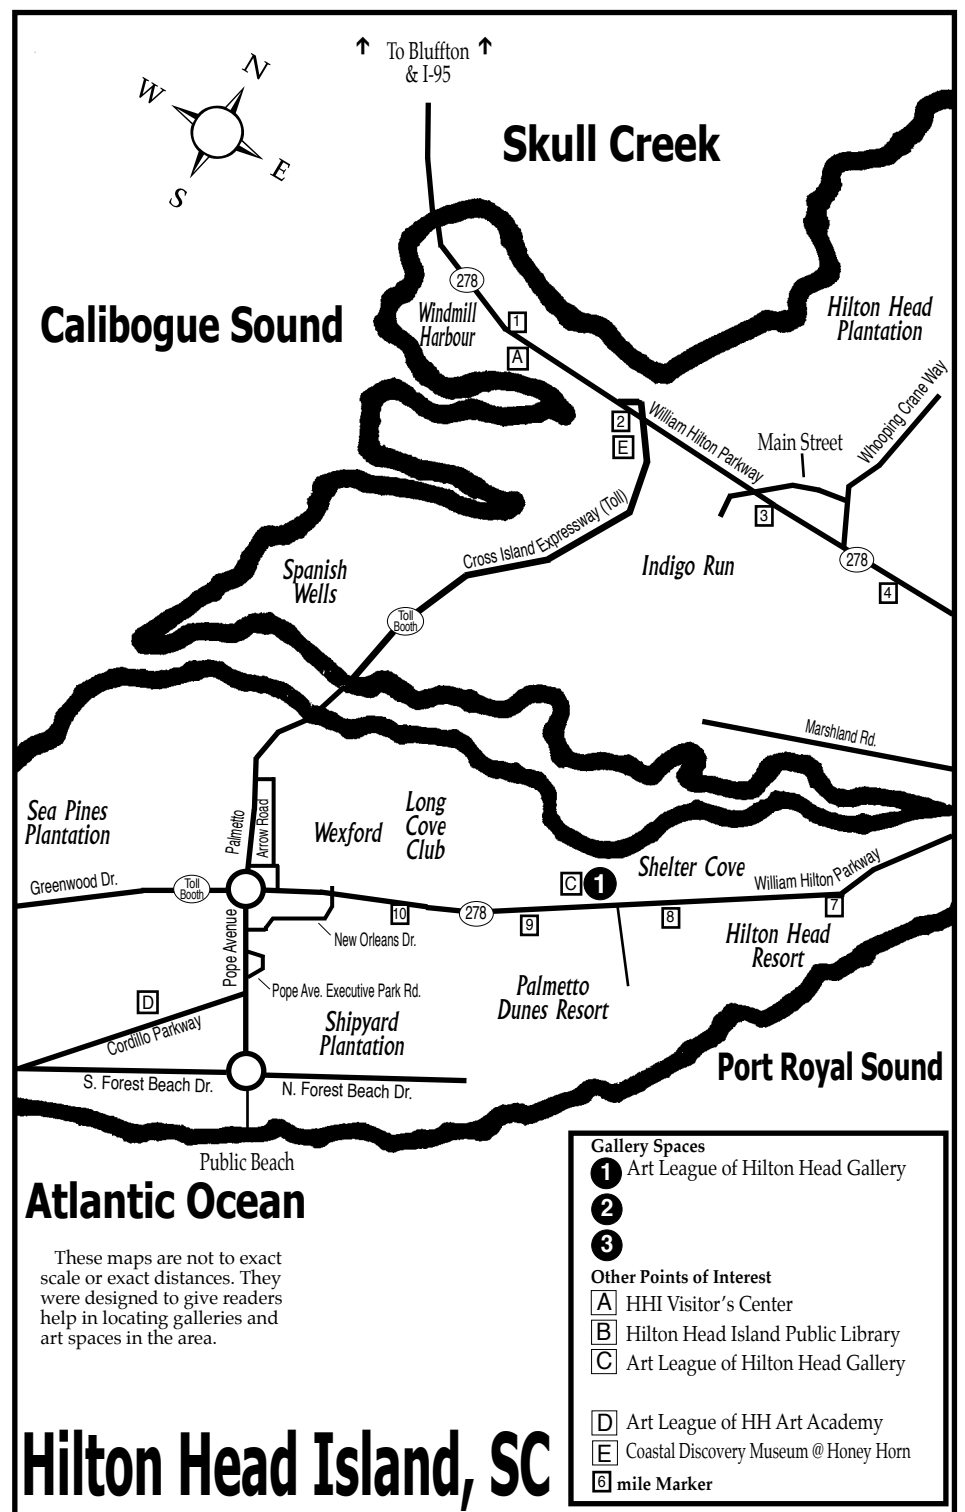 To Bluffton
& I-95
N
W
E
S
Skull Creek
278
Calibogue Sound
Windmill
Harbour
1
A
Hilton Head
Plantation
2
E
William Hilton Parkway
Main Street
Whooping Crane Way
3
Cross Island Expressway (Toll)
Indigo Run
278
4
Spanish
Wells
Toll
Booth
Marshland Rd.
Sea Pines
Plantation
Palmetto
Arrow Road
Wexford
Long
Cove
Club
Shelter Cove
C
1
William Hilton Parkway
Greenwood Dr.
Toll
Booth
10
278
9
8
7
New Orleans Dr.
Pope Avenue
Hilton Head
Resort
Pope Ave. Executive Park Rd.
Palmetto
Dunes Resort
D
Cordillo Parkway
Shipyard
Plantation
Port Royal Sound
S. Forest Beach Dr.
N. Forest Beach Dr.
Public Beach
Atlantic Ocean
These maps are not to exact
scale or exact distances. They
were designed to give readers
help in locating galleries and
art spaces in the area.
Gallery Spaces
1 Art League of Hilton Head Gallery
2
3
Other Points of Interest
A HHI Visitor's Center
B Hilton Head Island Public Library
C Art League of Hilton Head Gallery
D Art League of HH Art Academy
E Coastal Discovery Museum @ Honey Horn
6 mile Marker
Hilton Head Island, SC